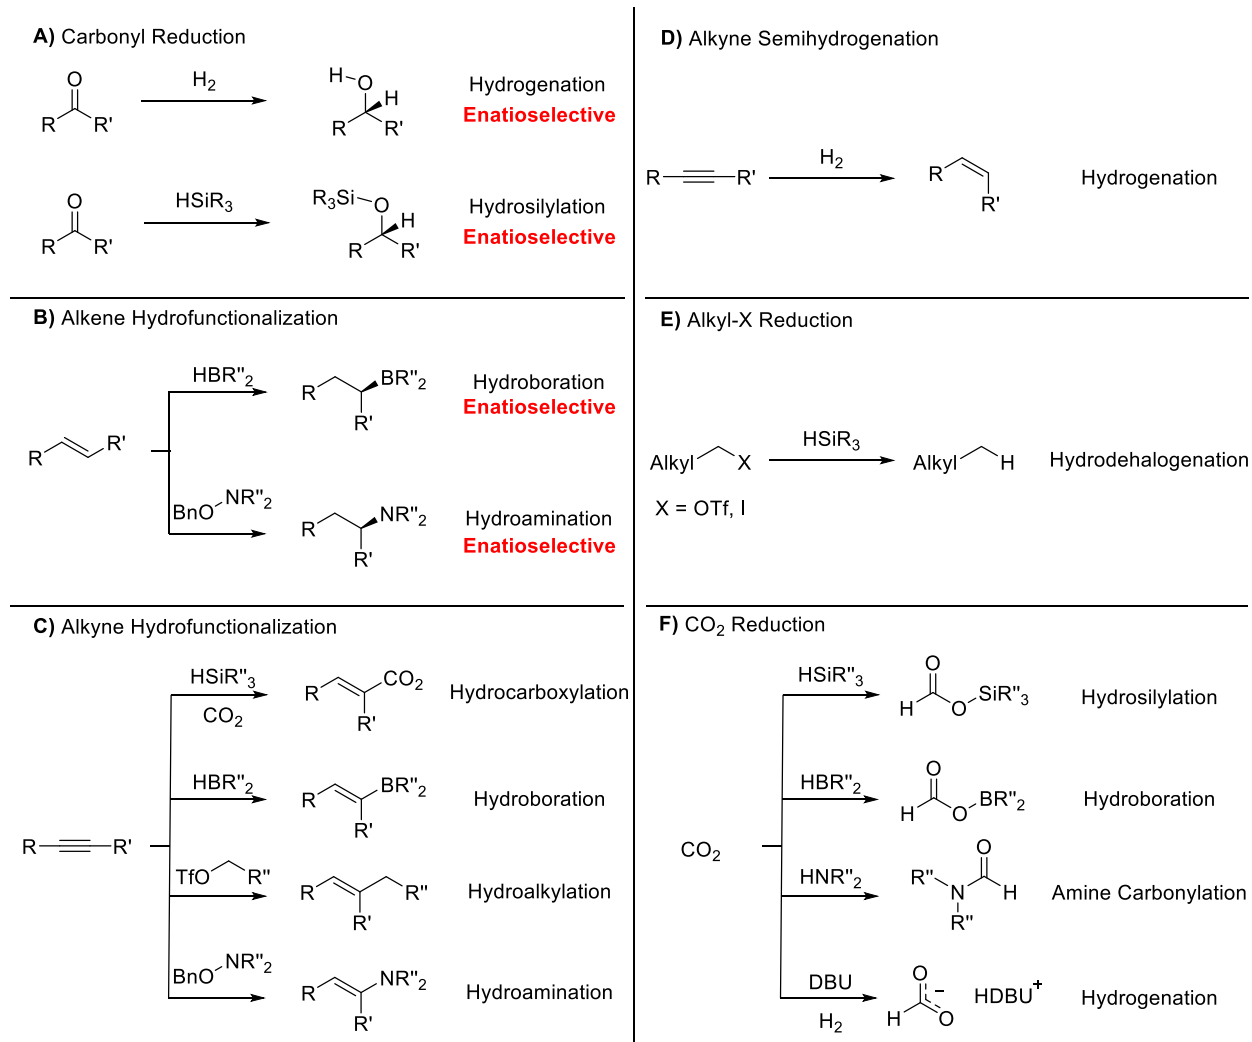 A) Carbonyl Reduction
O
R R'
H2
H O H
R R'
Hydrogenation
Enatioselective
O
R R'
HSiR3
R3Si O H
R R'
Hydrosilylation
Enatioselective
B) Alkene Hydrofunctionalization
R R'
HBR"2
R BR"2
R'
Hydroboration
Enatioselective
BnO NR"2
R NR"2
R'
Hydroamination
Enatioselective
C) Alkyne Hydrofunctionalization
R R'
HSiR"3
CO2
R CO2
R'
Hydrocarboxylation
HBR"2
R BR"2
R'
Hydroboration
TfO R"
R R"
R'
Hydroalkylation
BnO NR"2
R NR"2
R'
Hydroamination
D) Alkyne Semihydrogenation
R R'
H2
R
R'
Hydrogenation
E) Alkyl-X Reduction
Alkyl X
HSiR3
Alkyl H
Hydrodehalogenation
X = OTf, I
F) CO2 Reduction
CO2
HSiR"3
O
H O SiR"3
Hydrosilylation
HBR"2
O
H O BR"2
Hydroboration
HNR"2
O
R" N H
R"
Amine Carbonylation
DBU
H2
O
H O −
HDBU+
Hydrogenation